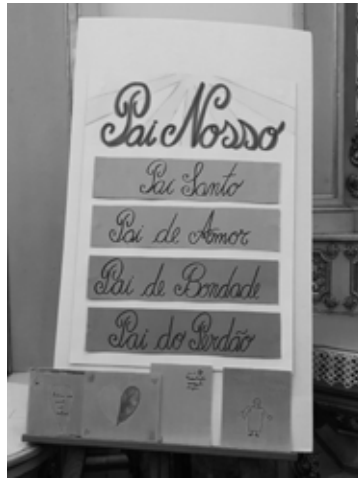 Pai Nosso
Pai Santo
Pai de Amor
Pai de Bondade
Pai do Perdão